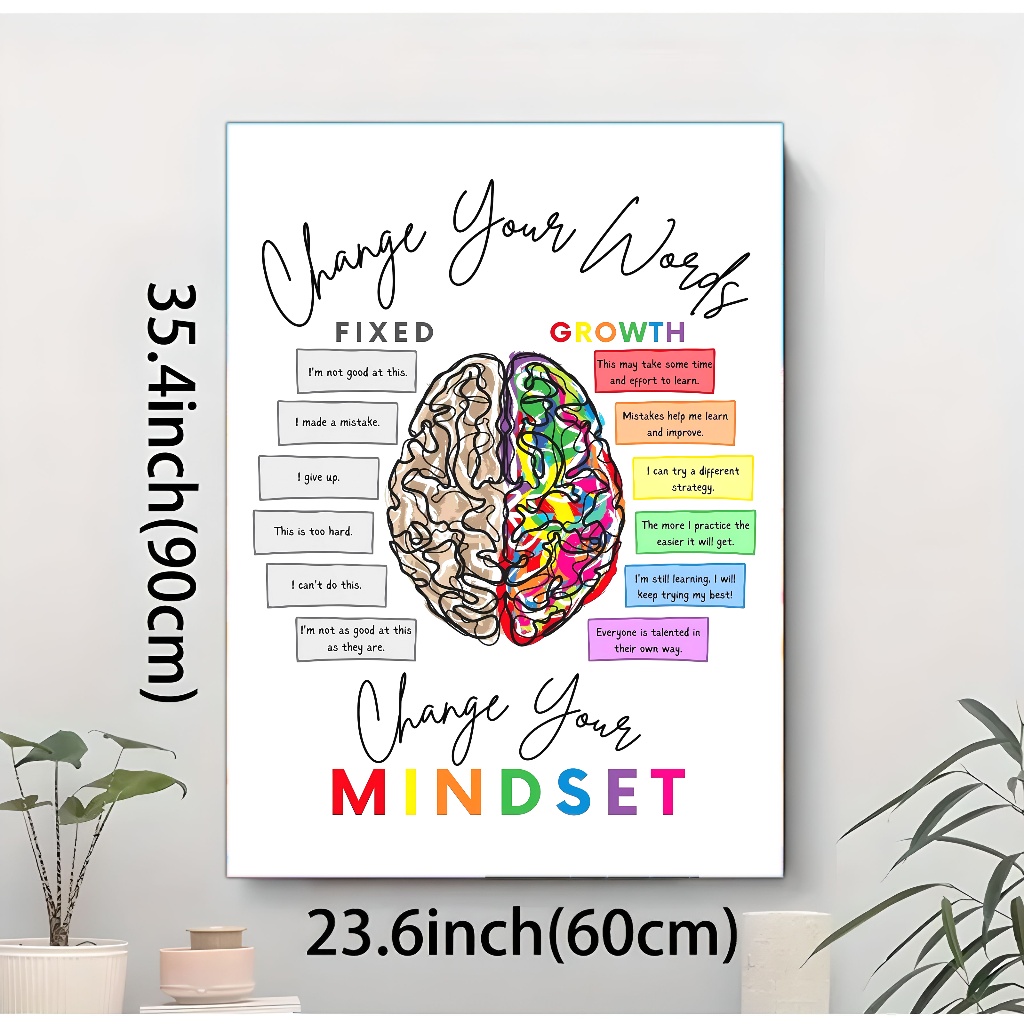 Change Your Words
FIXED
GROWTH
I'm not good at this.
This may take some time
and effort to learn.
I made a mistake.
Mistakes help me learn
and improve.
I give up.
I can try a different
strategy.
This is too hard.
The more I practice the
easier it will get.
I can't do this.
I'm still learning, I will
keep trying my best!
I'm not as good at this
as they are.
Everyone is talented in
their own way.
Change Your
MINDSET
35.4inch(90cm)
23.6inch(60cm)